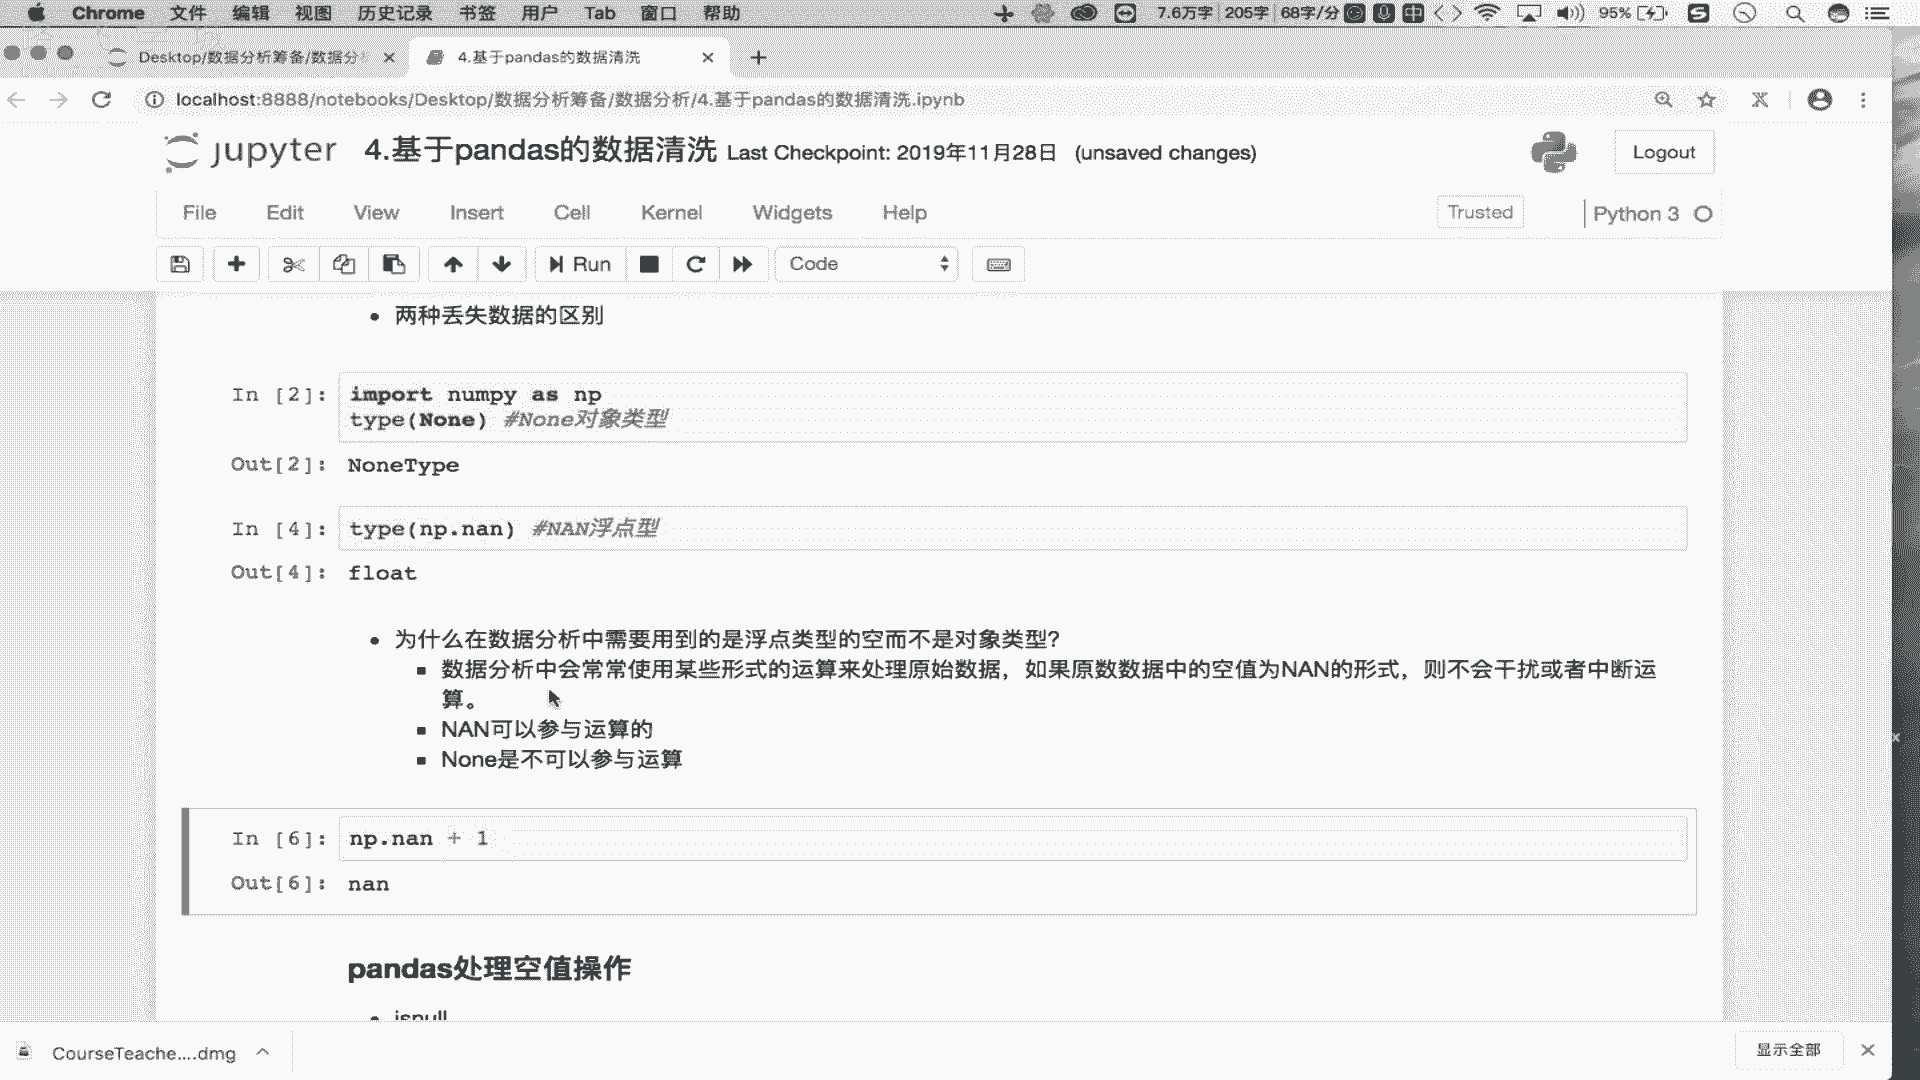 Chrome 文件 编辑 视图 历史记录 书签 用户 Tab 窗口 帮助 7.6万字 205字 68字/分 中 95%
Desktop/数据分析筹备/数据分 4.基于pandas的数据清洗
localhost:8888/notebooks/Desktop/数据分析筹备/数据分析/4.基于pandas的数据清洗.ipynb
jupyter 4.基于pandas的数据清洗 Last Checkpoint: 2019年11月28日 (unsaved changes) Logout
File Edit View Insert Cell Kernel Widgets Help Trusted Python 3
Run Code
两种丢失数据的区别
In [2]: import numpy as np
type(None) #None对象类型
Out[2]: NoneType
In [4]: type(np.nan) #NAN浮点型
Out[4]: float
为什么在数据分析中需要用到的是浮点类型的空而不是对象类型?
数据分析中会常常使用某些形式的运算来处理原始数据，如果原数数据中的空值为NAN的形式，则不会干扰或者中断运
算。
NAN可以参与运算的
None是不可以参与运算
In [6]: np.nan + 1
Out[6]: nan
pandas处理空值操作
isnull
CourseTeache....dmg 显示全部